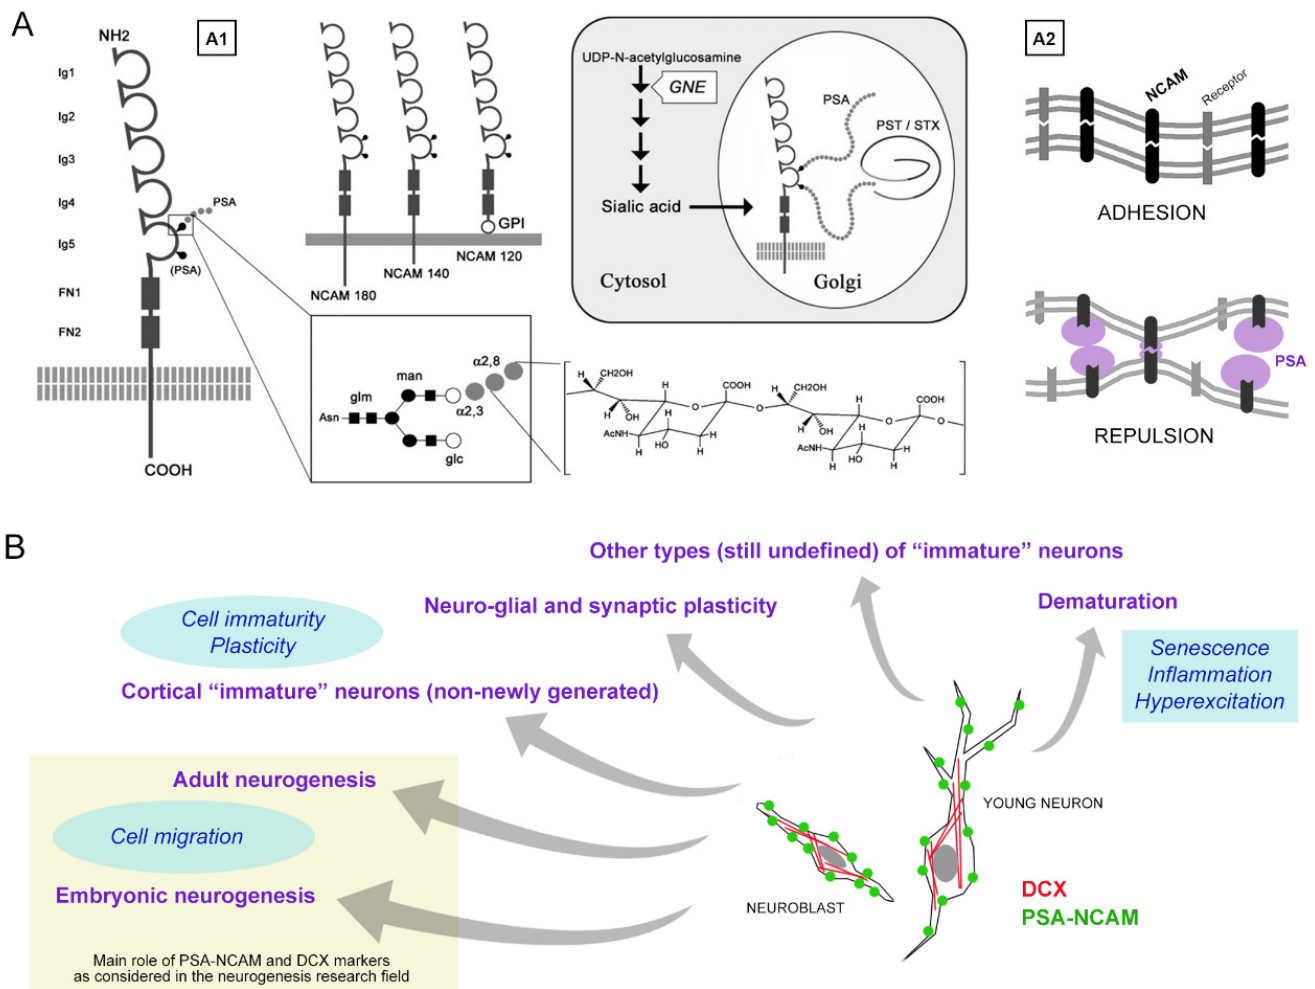 A
A1
NH2
Ig1
Ig2
Ig3
Ig4
Ig5
FN1
FN2
PSA
(PSA)
COOH
GPI
NCAM 180
NCAM 140
NCAM 120
UDP-N-acetylglucosamine
GNE
Sialic acid
Cytosol
PSA
PST / STX
Golgi
Asn
glm
man
glc
α2,3
α2,8
H
CH2OH
OH
H
AcNH
HO
H
H
H
H
O
COOH
O
H
CH2OH
OH
H
AcNH
HO
H
H
H
H
O
COOH
O
A2
NCAM
Receptor
ADHESION
PSA
REPULSION
B
Other types (still undefined) of “immature” neurons
Neuro-glial and synaptic plasticity
Dematuration
Cell immaturity
Plasticity
Senescence
Inflammation
Hyperexcitation
Cortical “immature” neurons (non-newly generated)
Adult neurogenesis
Cell migration
Embryonic neurogenesis
Main role of PSA-NCAM and DCX markers
as considered in the neurogenesis research field
NEUROBLAST
YOUNG NEURON
DCX
PSA-NCAM